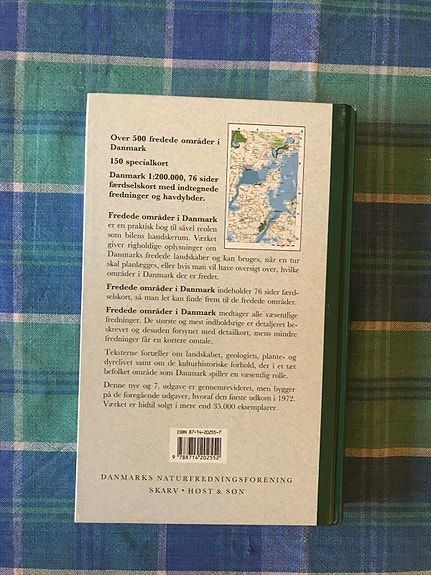 Over 500 fredede områder i
Danmark
150 specialkort
Danmark 1:200.000, 76 sider
færdselskort med indtegnede
fredninger og havdybder.
Fredede områder i Danmark
er en praktisk bog til såvel reolen
som bilens handskerum. Værket
giver righoldige oplysninger om
Danmarks fredede landskaber og kan bruges, når en tur
skal planlægges, eller hvis man vil have oversigt over, hvilke
områder i Danmark der er fredet.
Fredede områder i Danmark indeholder 76 sider færd-
selskort, så man let kan finde frem til de fredede områder.
Fredede områder i Danmark medtager alle væsentlige
fredninger. De største og mest indholdsrige er detaljeret be-
skrevet og desuden forsynet med detailkort, mens mindre
fredninger får en kortere omtale.
Teksterne fortæller om landskabet, geologien, plante- og
dyrelivet samt om de kulturhistoriske forhold, der i et tæt
befolket område som Danmark spiller en væsentlig rolle.
Denne nye og 7. udgave er gennemrevideret, men bygger
på de foregående udgaver, hvoraf den første udkom i 1972.
Værket er hidtil solgt i mere end 35.000 eksemplarer.
ISBN 87-14-20255-7
9 788714 202552
DANMARKS NATURFREDNINGSFORENING
SKARV • HØST & SØN